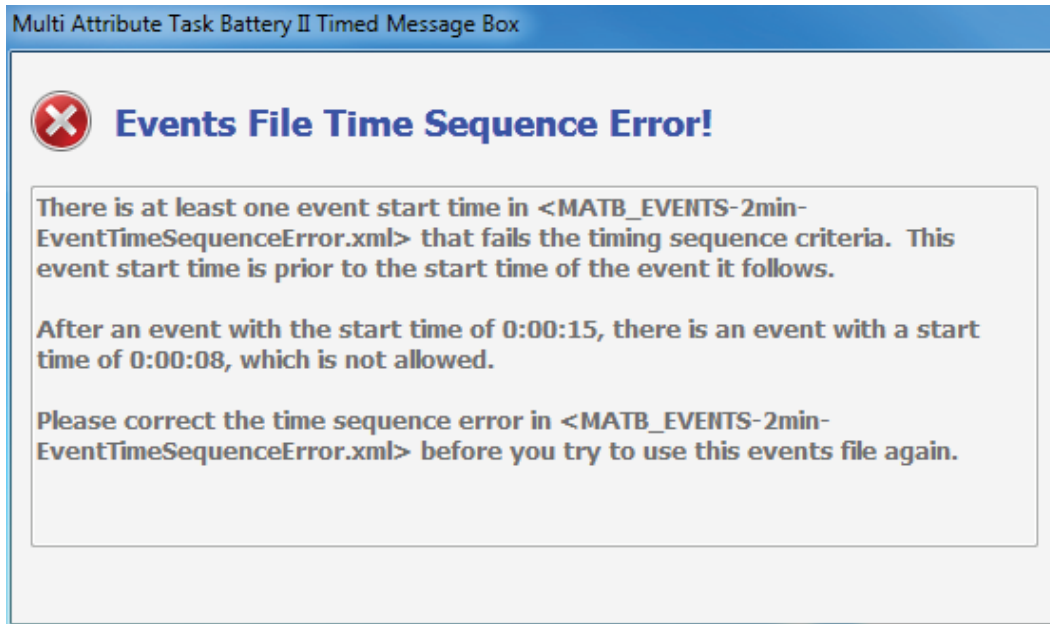 Multi Attribute Task Battery II Timed Message Box
Events File Time Sequence Error!
There is at least one event start time in <MATB_EVENTS-2min-
EventTimeSequenceError.xml> that fails the timing sequence criteria.  This
event start time is prior to the start time of the event it follows.
After an event with the start time of 0:00:15, there is an event with a start
time of 0:00:08, which is not allowed.
Please correct the time sequence error in <MATB_EVENTS-2min-
EventTimeSequenceError.xml> before you try to use this events file again.